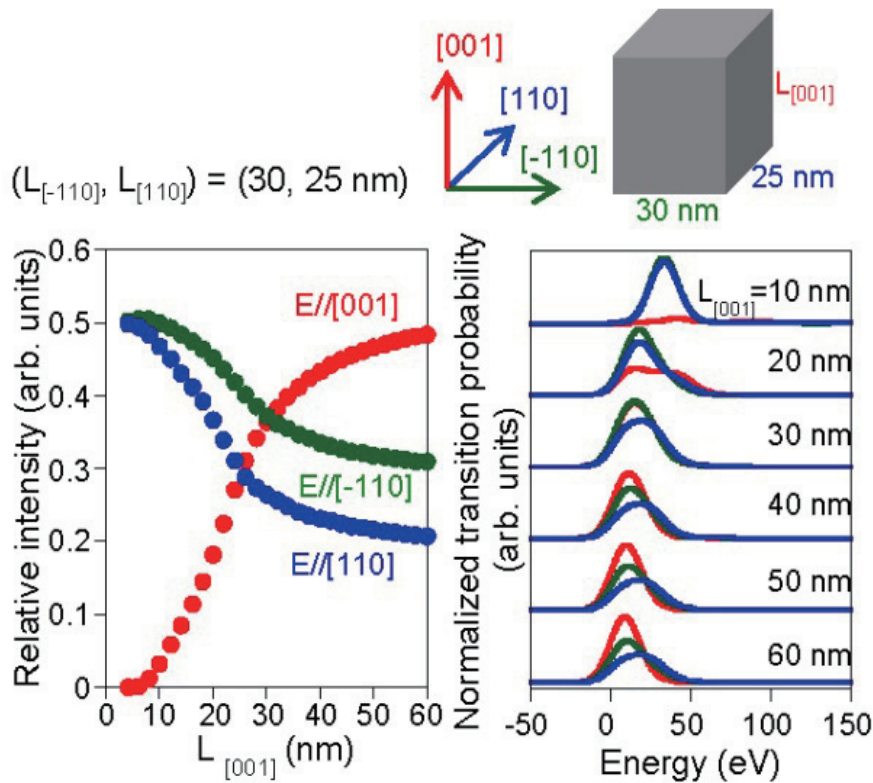 [001]
[110]
[-110]
L[001]
25 nm
30 nm
(L[-110], L[110]) = (30, 25 nm)
Relative intensity (arb. units)
0.6
0.5
0.4
0.3
0.2
0.1
0
E//[001]
E//[-110]
E//[110]
0 10 20 30 40 50 60
L[001] (nm)
Normalized transition probability
(arb. units)
L[001]=10 nm
20 nm
30 nm
40 nm
50 nm
60 nm
-50 0 50 100 150
Energy (eV)